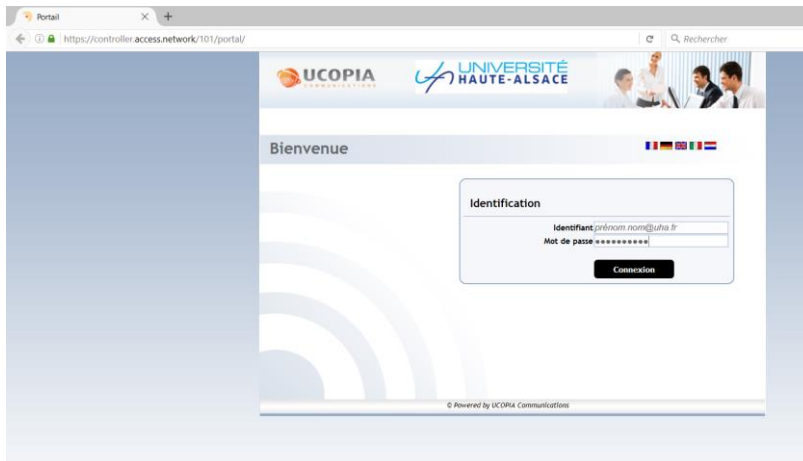 Portail
https://controller.access.network/101/portal/
Rechercher
UCOPIA
COMMUNICATIONS
UNIVERSITÉ
HAUTE-ALSACE
Bienvenue
Identification
Identifiant prénom.nom@uha.fr
Mot de passe
Connexion
© Powered by UCOPIA Communications